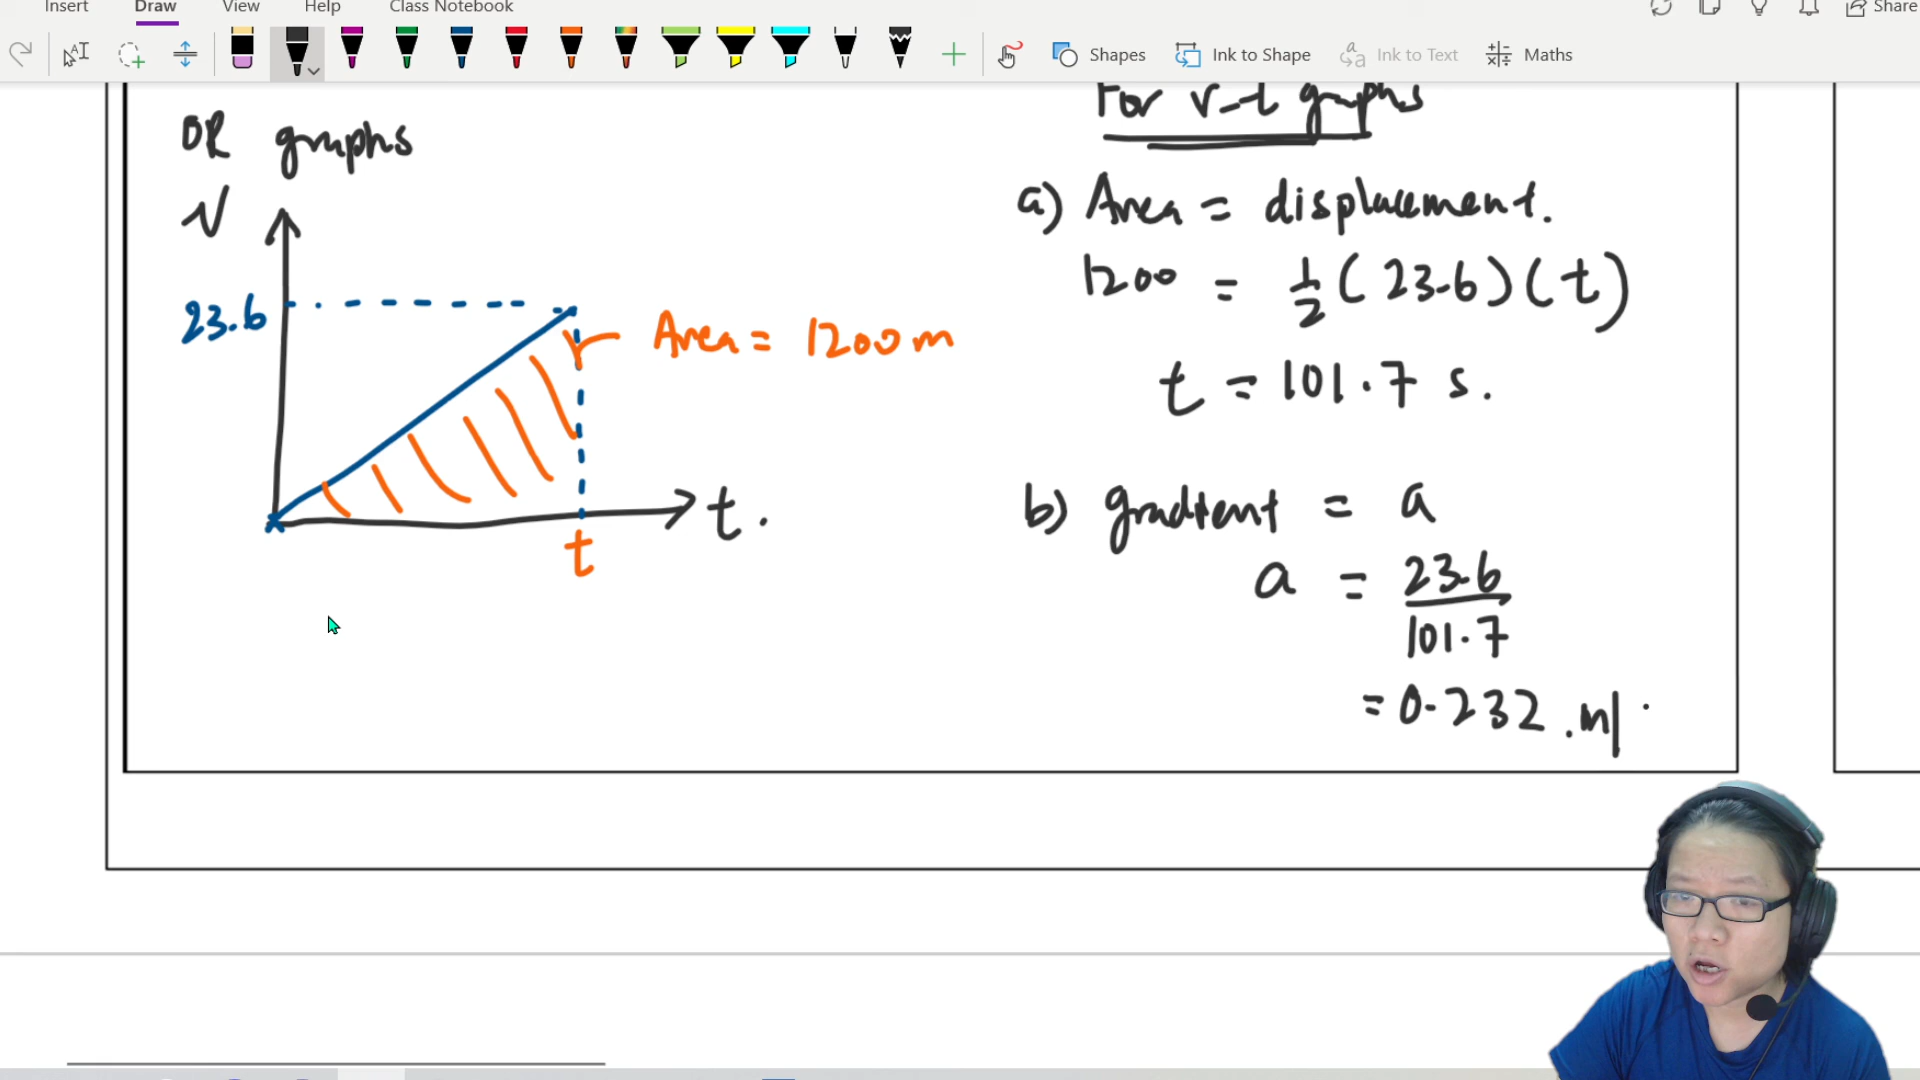 Insert Draw View Help Class Notebook Share
Shapes Ink to Shape Ink to Text Maths
OR graphs
v
23.6
Area = 1200 m
t.
t
For v-t graphs
a) Area = displacement.
1200 = 1/2 (23.6)(t)
t = 101.7 s.
b) gradient = a
a = 23.6/101.7
= 0.232 .m/